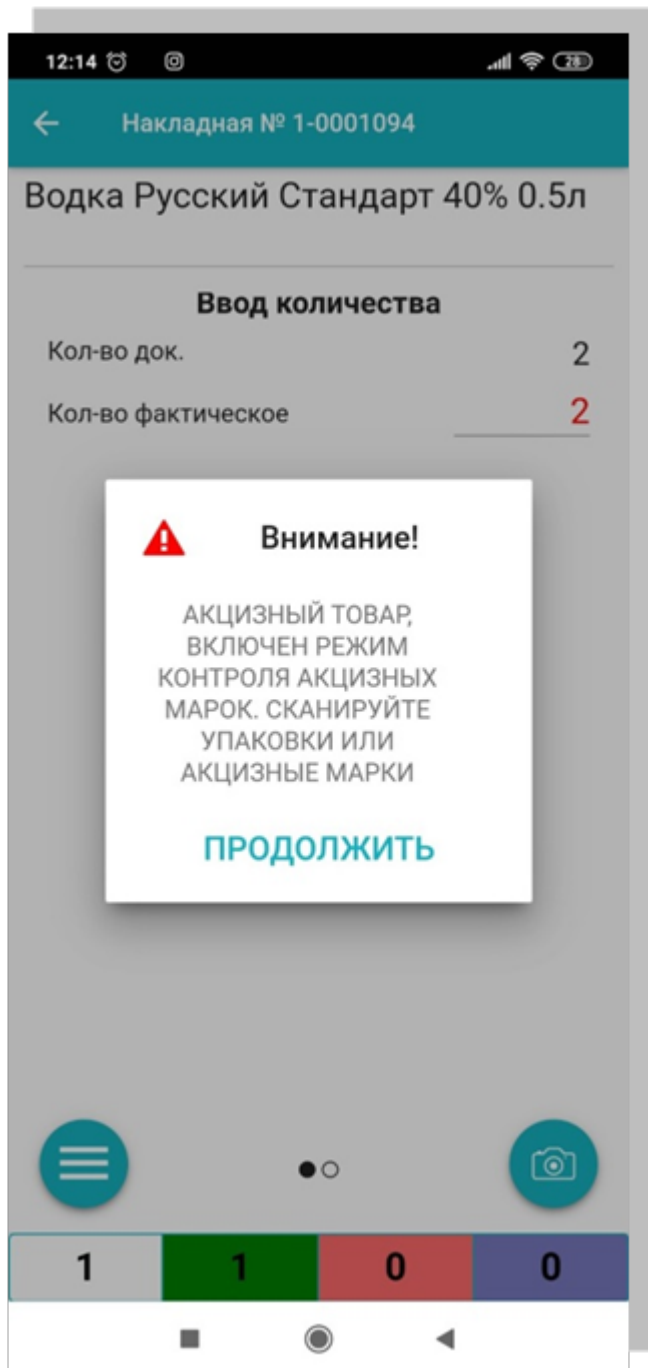 12:14
28
Накладная № 1-0001094
Водка Русский Стандарт 40% 0.5л
Ввод количества
Кол-во док. 2
Кол-во фактическое 2
Внимание!
АКЦИЗНЫЙ ТОВАР,
ВКЛЮЧЕН РЕЖИМ
КОНТРОЛЯ АКЦИЗНЫХ
МАРОК. СКАНИРУЙТЕ
УПАКОВКИ ИЛИ
АКЦИЗНЫЕ МАРКИ
ПРОДОЛЖИТЬ
1 1 0 0